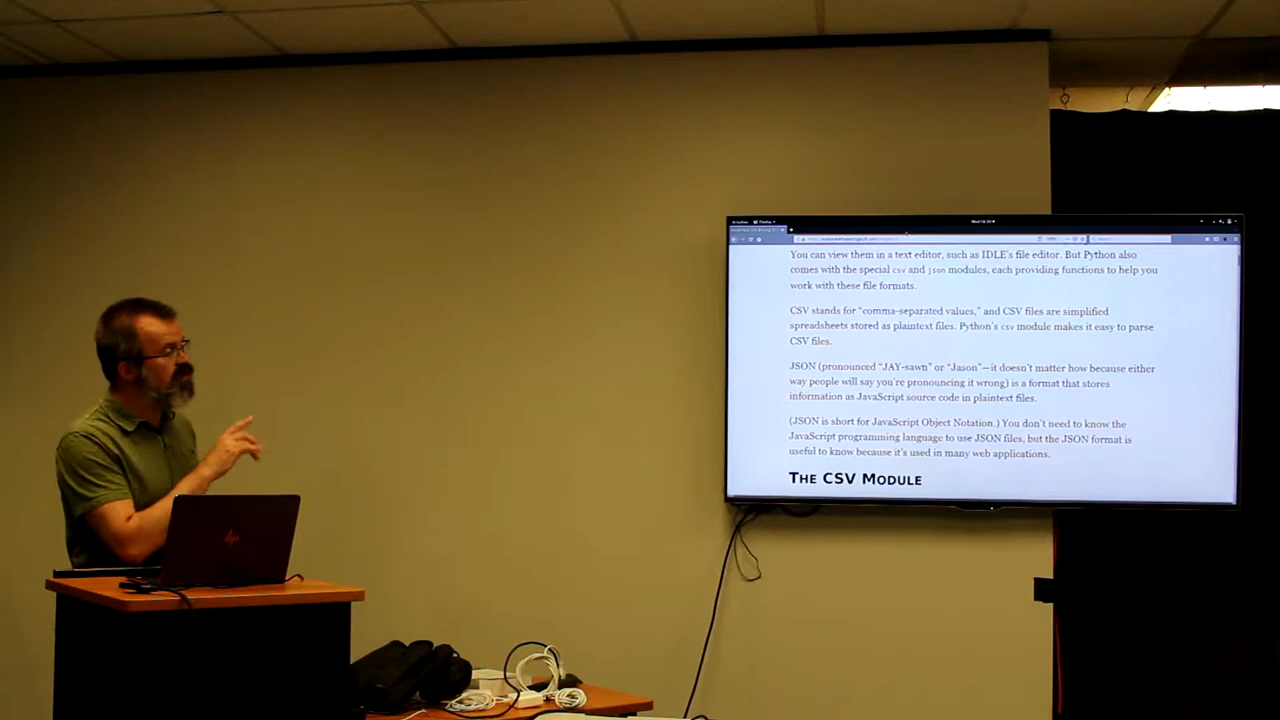 You can view them in a text editor, such as IDLE's file editor. But Python also
comes with the special csv and json modules, each providing functions to help you
work with these file formats.
CSV stands for “comma-separated values,” and CSV files are simplified
spreadsheets stored as plaintext files. Python's csv module makes it easy to parse
CSV files.
JSON (pronounced “JAY-sawn” or “Jason”—it doesn't matter how because either
way people will say you're pronouncing it wrong) is a format that stores
information as JavaScript source code in plaintext files.
(JSON is short for JavaScript Object Notation.) You don't need to know the
JavaScript programming language to use JSON files, but the JSON format is
useful to know because it's used in many web applications.
THE CSV MODULE
hp